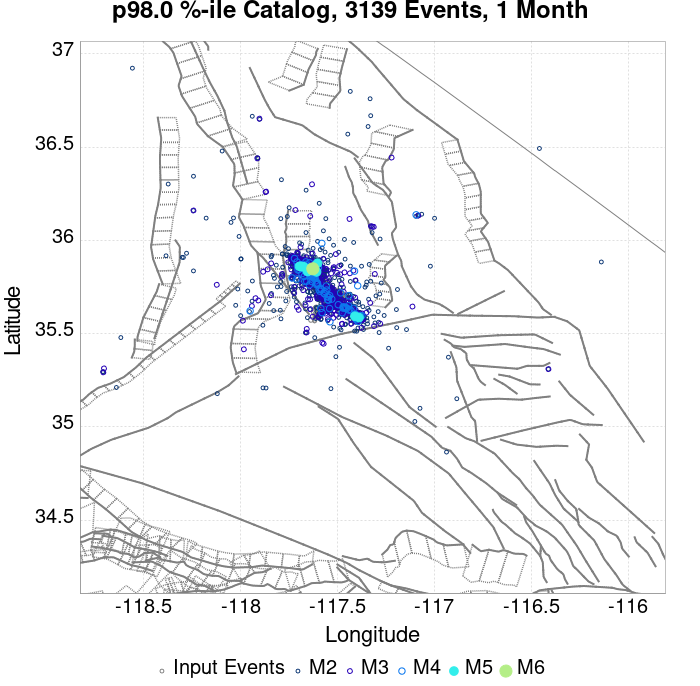 p98.0 %-ile Catalog, 3139 Events, 1 Month
37
36.5
36
35.5
35
34.5
Latitude
-118.5 -118 -117.5 -117 -116.5 -116
Longitude
Input Events M2 M3 M4 M5 M6